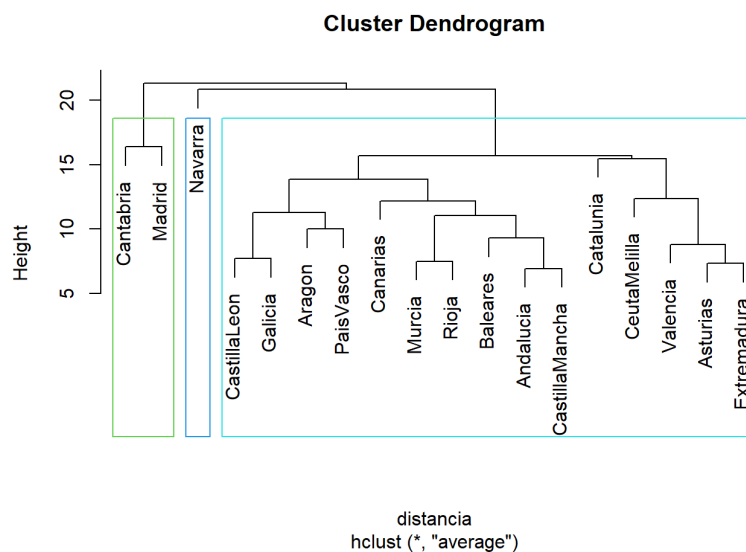 Cluster Dendrogram
Height
20
15
10
5
Cantabria
Madrid
Navarra
CastillaLeon
Galicia
Aragon
PaisVasco
Canarias
Murcia
Rioja
Baleares
Andalucia
CastillaMancha
Catalunia
CeutaMelilla
Valencia
Asturias
Extremadura
distancia
hclust (*, "average")